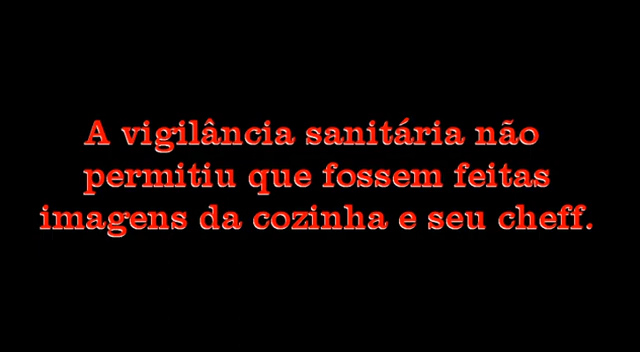 A vigilância sanitária não
permitiu que fossem feitas
imagens da cozinha e seu cheff.